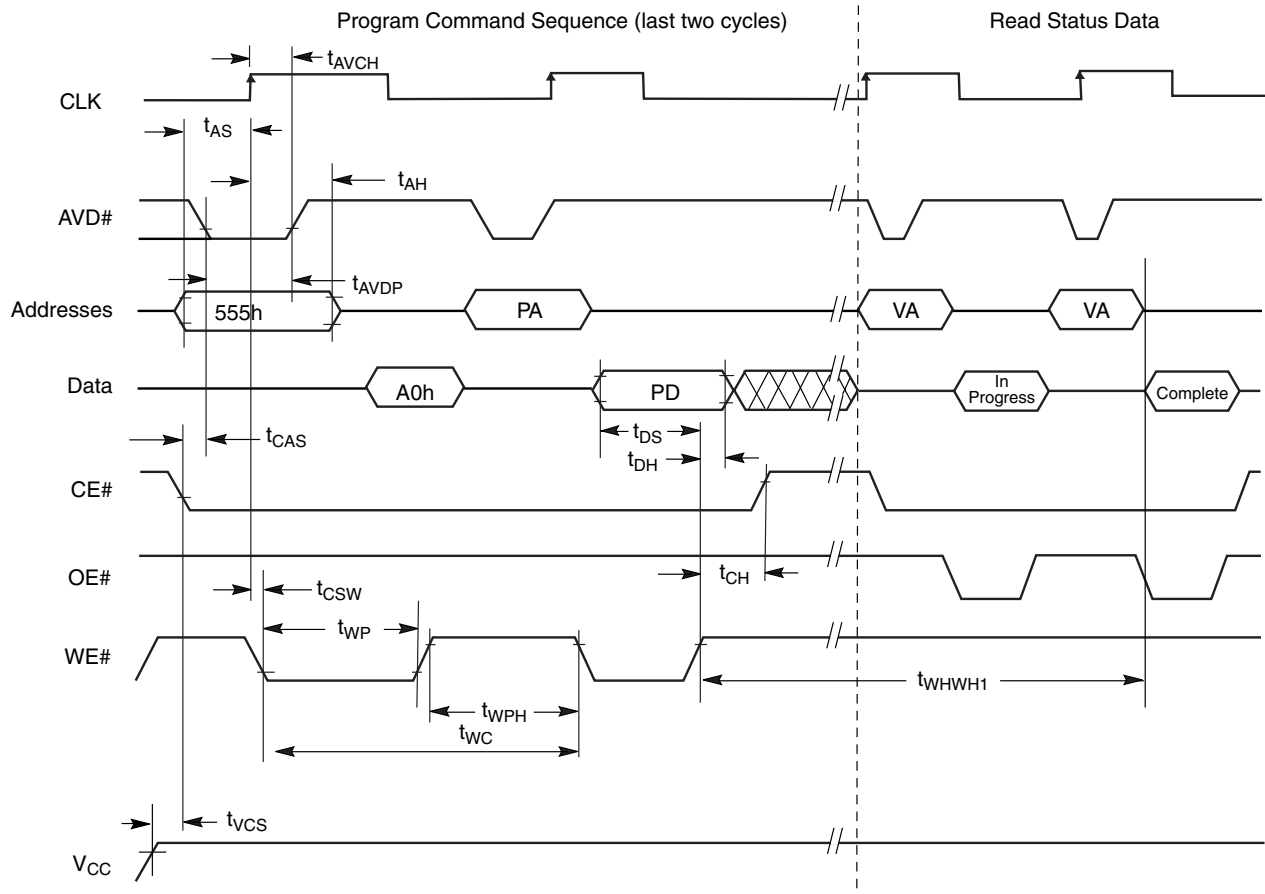 Program Command Sequence (last two cycles)
Read Status Data
tAVCH
CLK
tAS
tAH
AVD#
tAVDP
Addresses
555h
PA
VA
VA
Data
A0h
PD
In
Progress
Complete
tDS
tCAS
tDH
CE#
OE#
tCH
tCSW
tWP
WE#
tWHWH1
tWPH
tWC
tVCS
VCC